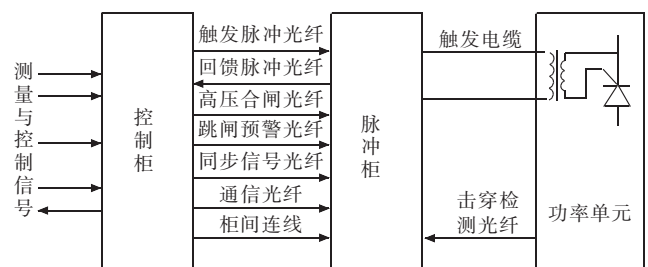 测量与控制信号
控制柜
触发脉冲光纤
回馈脉冲光纤
高压合闸光纤
跳闸预警光纤
同步信号光纤
通信光纤
柜间连线
脉冲柜
触发电缆
击穿检
测光纤
功率单元